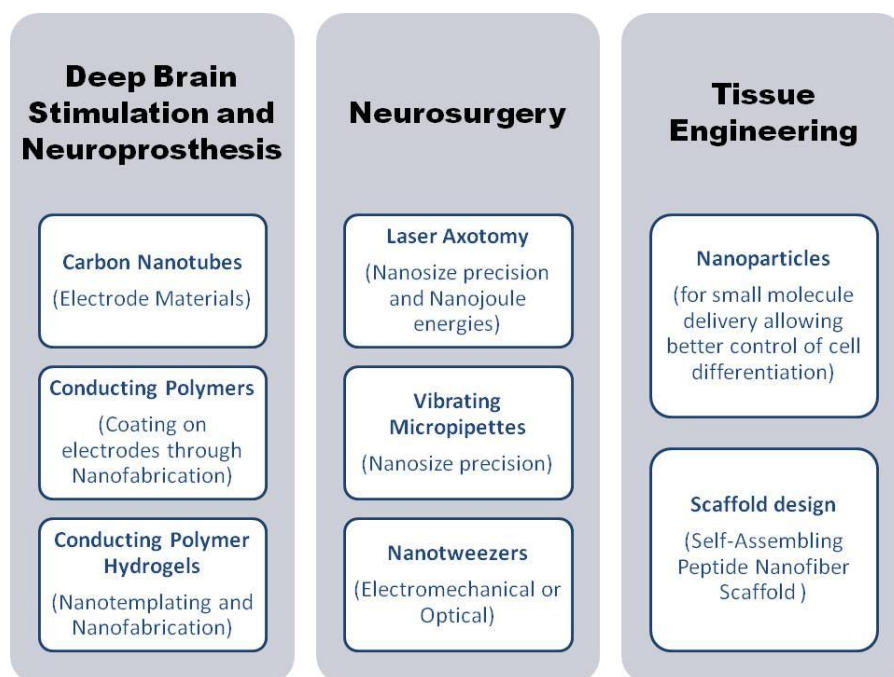 Deep Brain
Stimulation and
Neuroprosthesis
Carbon Nanotubes
(Electrode Materials)
Conducting Polymers
(Coating on
electrodes through
Nanofabrication)
Conducting Polymer
Hydrogels
(Nanotemplating and
Nanofabrication)
Neurosurgery
Laser Axotomy
(Nanosize precision
and Nanojoule
energies)
Vibrating
Micropipettes
(Nanosize precision)
Nanotweezers
(Electromechanical or
Optical)
Tissue
Engineering
Nanoparticles
(for small molecule
delivery allowing
better control of cell
differentiation)
Scaffold design
(Self-Assembling
Peptide Nanofiber
Scaffold )